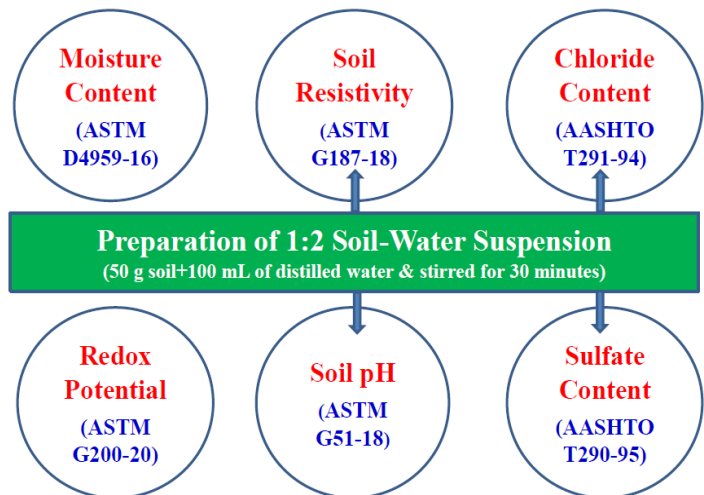 Moisture
Content
(ASTM
D4959-16)
Soil
Resistivity
(ASTM
G187-18)
Chloride
Content
(AASHTO
T291-94)
Preparation of 1:2 Soil-Water Suspension
(50 g soil+100 mL of distilled water & stirred for 30 minutes)
Redox
Potential
(ASTM
G200-20)
Soil pH
(ASTM
G51-18)
Sulfate
Content
(AASHTO
T290-95)